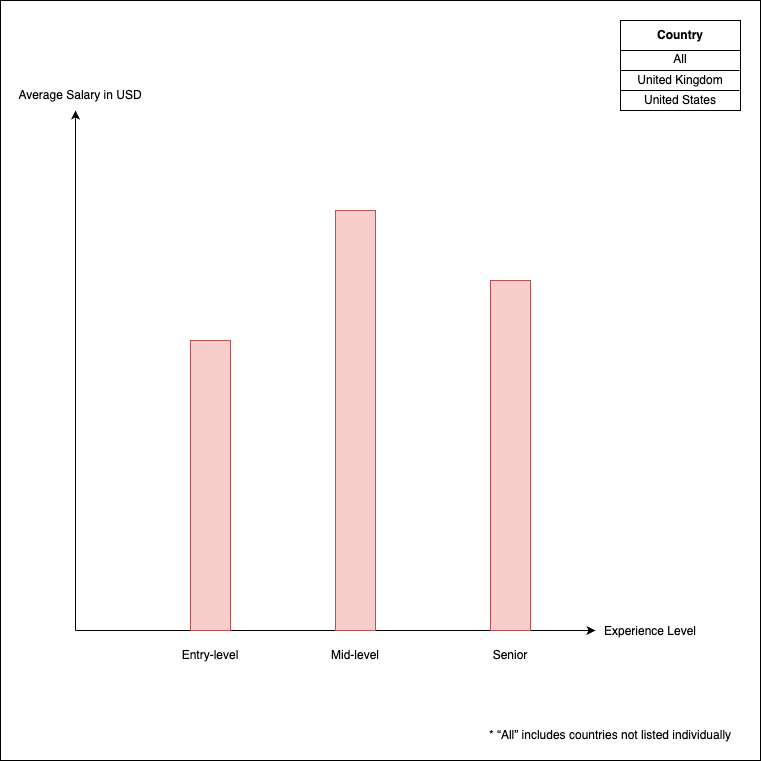 Country
All
United Kingdom
United States
Average Salary in USD
Experience Level
Entry-level
Mid-level
Senior
* “All” includes countries not listed individually